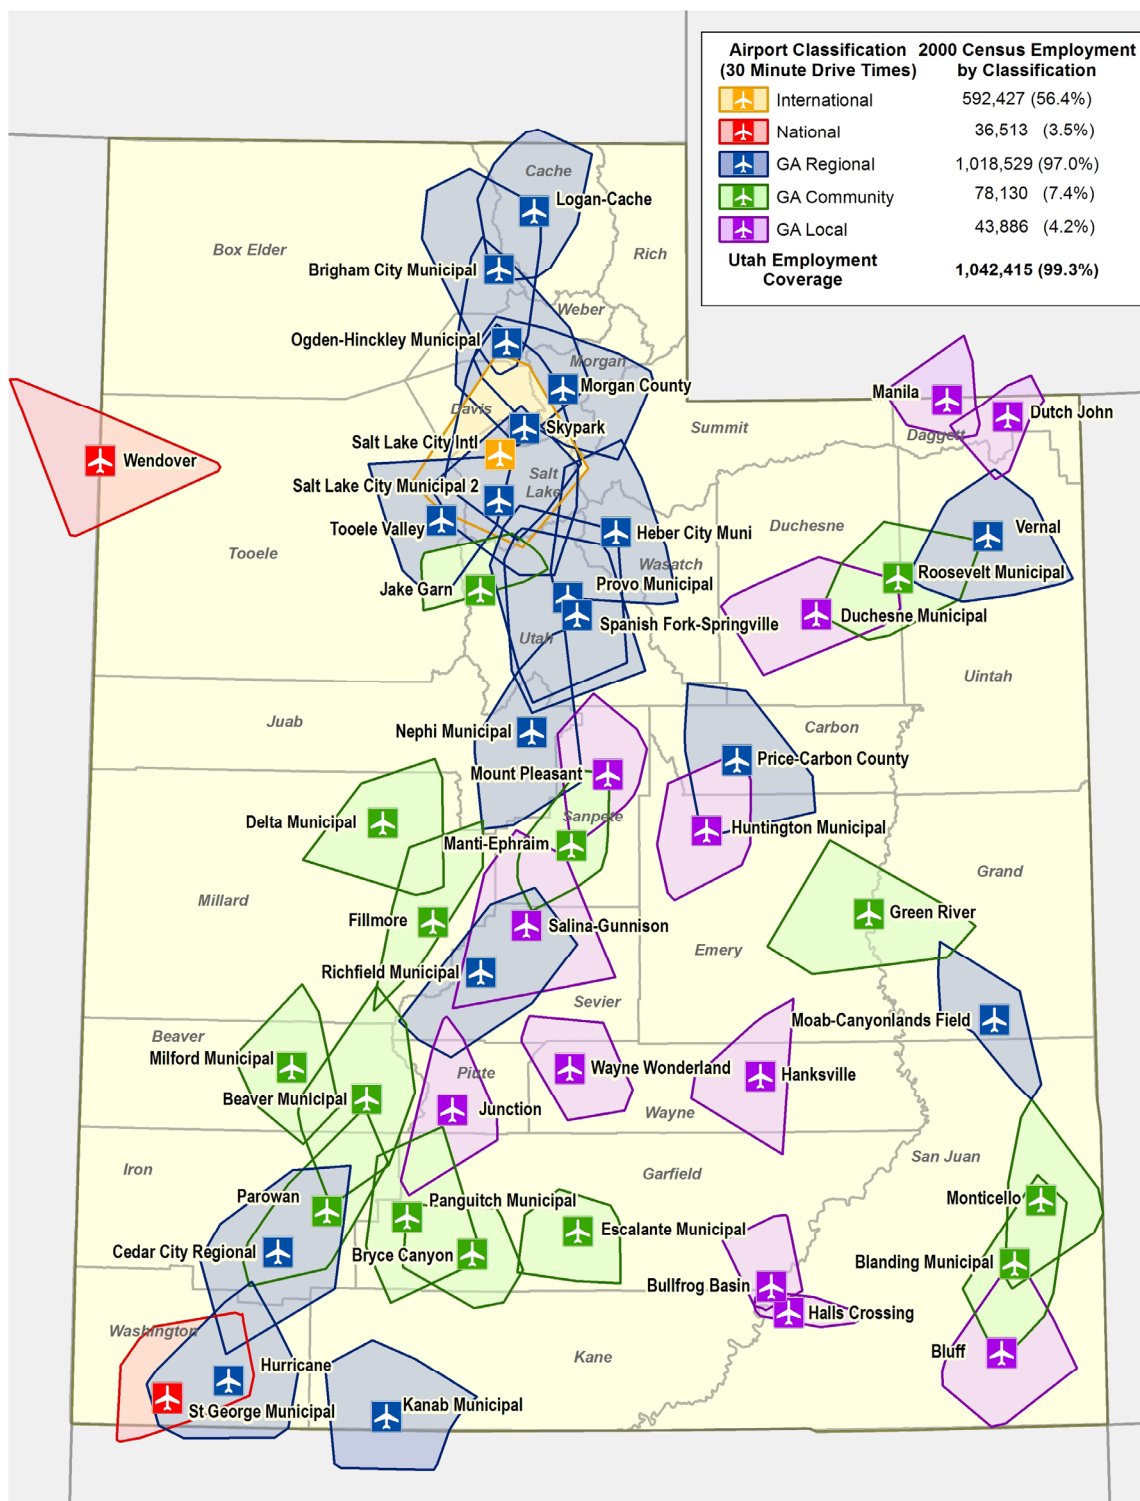 Airport Classification 2000 Census Employment
(30 Minute Drive Times) by Classification
International 592,427 (56.4%)
National 36,513 (3.5%)
GA Regional 1,018,529 (97.0%)
GA Community 78,130 (7.4%)
GA Local 43,886 (4.2%)
Utah Employment
Coverage 1,042,415 (99.3%)
Cache
Logan-Cache
Box Elder
Rich
Brigham City Municipal
Weber
Ogden-Hinckley Municipal
Morgan
Morgan County
Manila
Davis
Dutch John
Skypark
Summit
Daggett
Salt Lake City Intl
Wendover
Salt
Lake
Salt Lake City Municipal 2
Tooele Valley
Heber City Muni
Duchesne
Vernal
Tooele
Wasatch
Roosevelt Municipal
Jake Garn
Provo Municipal
Duchesne Municipal
Spanish Fork-Springville
Utah
Uintah
Juab
Nephi Municipal
Carbon
Price-Carbon County
Mount Pleasant
Delta Municipal
Sanpete
Huntington Municipal
Manti-Ephraim
Grand
Millard
Green River
Fillmore
Salina-Gunnison
Emery
Richfield Municipal
Sevier
Moab-Canyonlands Field
Beaver
Milford Municipal
Wayne Wonderland
Hanksville
Piute
Beaver Municipal
Junction
Wayne
San Juan
Iron
Garfield
Parowan
Panguitch Municipal
Monticello
Escalante Municipal
Cedar City Regional
Bryce Canyon
Blanding Municipal
Bullfrog Basin
Halls Crossing
Washington
Bluff
Kane
Hurricane
St George Municipal
Kanab Municipal